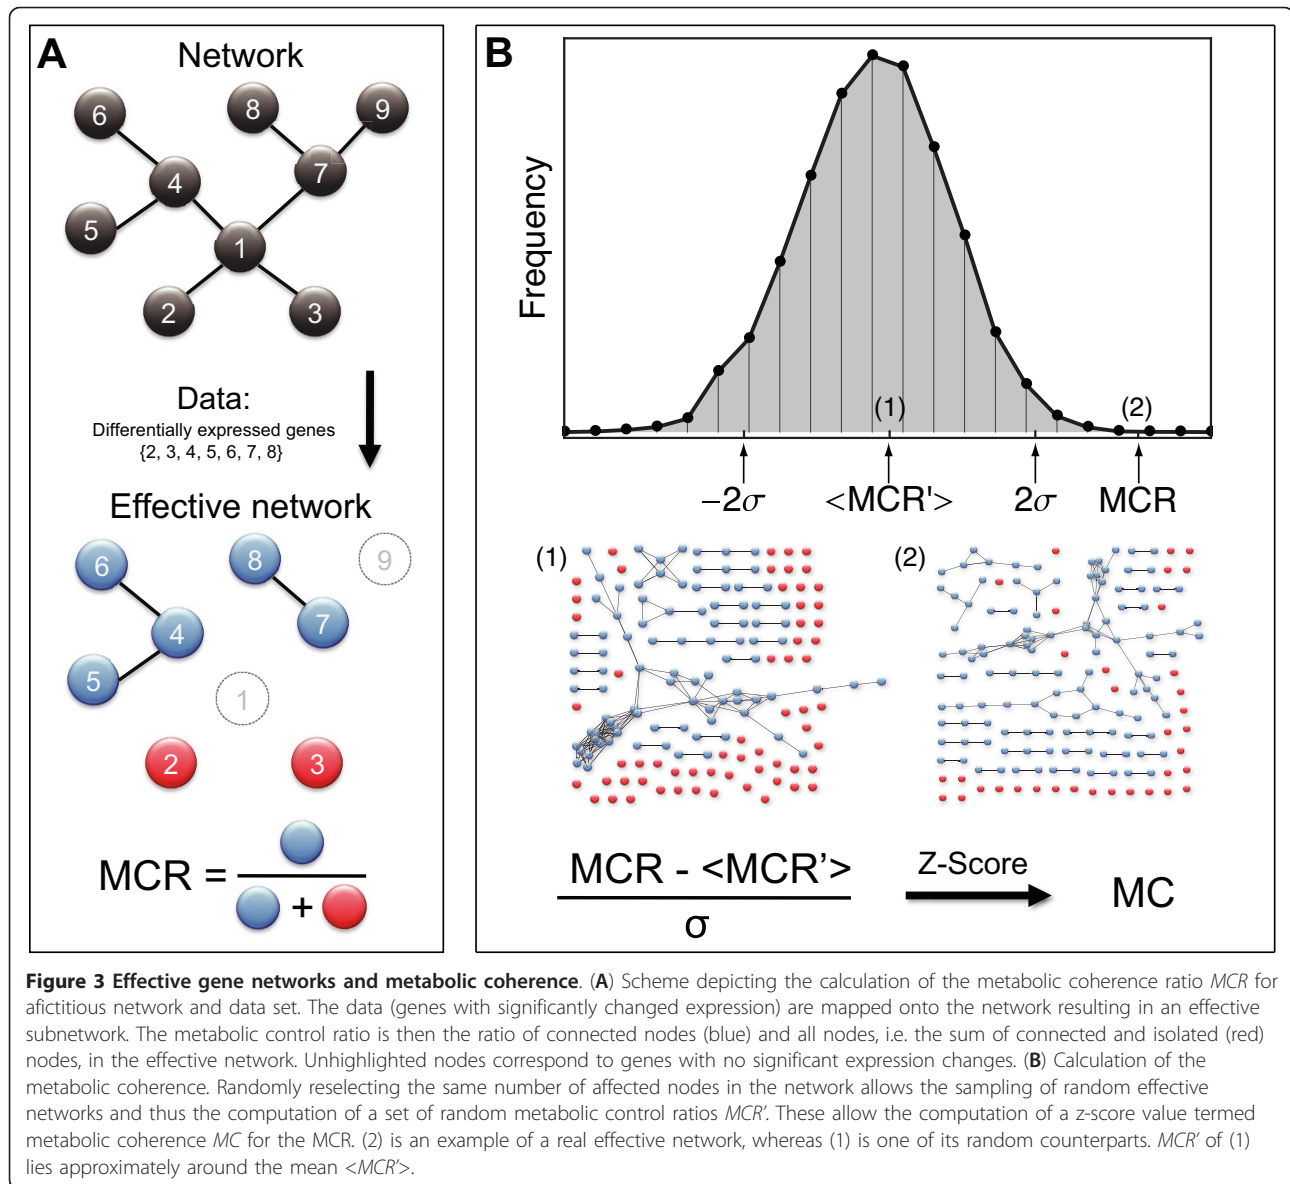 A
Network
6
8
9
4
7
5
1
2
3
Data:
Differentially expressed genes
{2, 3, 4, 5, 6, 7, 8}
Effective network
6
8
9
4
7
5
1
2
3
MCR = +
B
Frequency
(1)
(2)
−2σ <MCR'> 2σ MCR
(1)
(2)
MCR - <MCR'>
σ
Z-Score
MC
Figure 3 Effective gene networks and metabolic coherence. (A) Scheme depicting the calculation of the metabolic coherence ratio MCR for
afictitious network and data set. The data (genes with significantly changed expression) are mapped onto the network resulting in an effective
subnetwork. The metabolic control ratio is then the ratio of connected nodes (blue) and all nodes, i.e. the sum of connected and isolated (red)
nodes, in the effective network. Unhighlighted nodes correspond to genes with no significant expression changes. (B) Calculation of the
metabolic coherence. Randomly reselecting the same number of affected nodes in the network allows the sampling of random effective
networks and thus the computation of a set of random metabolic control ratios MCR'. These allow the computation of a z-score value termed
metabolic coherence MC for the MCR. (2) is an example of a real effective network, whereas (1) is one of its random counterparts. MCR' of (1)
lies approximately around the mean <MCR'>.